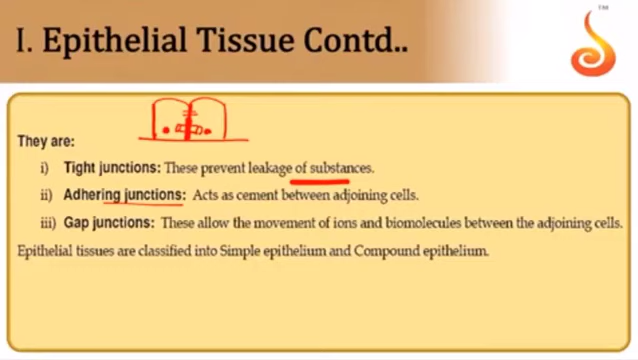 I. Epithelial Tissue Contd..
TM
They are:
i) Tight junctions: These prevent leakage of substances.
ii) Adhering junctions: Acts as cement between adjoining cells.
iii) Gap junctions: These allow the movement of ions and biomolecules between the adjoining cells.
Epithelial tissues are classified into Simple epithelium and Compound epithelium.